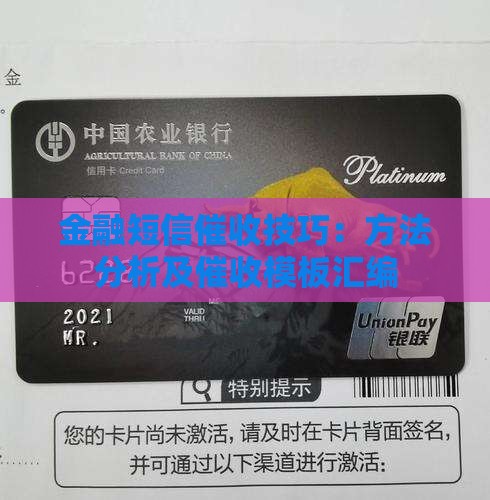 金
中国农业银行
AGRICULTURAL BANK OF CHINA
信用卡 Credit Card
Platinum
金融短信催收技巧：方法
分析及催收模板汇编
62
2021
VALID
THRU
MR.
UnionPay
银联
特别提示
您的卡片尚未激活，请及时在卡片背面签名，
并可通过以下渠道进行激活：